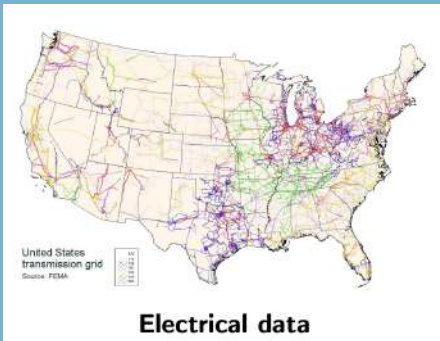 United States
transmission grid
Source: FEMA
Electrical data